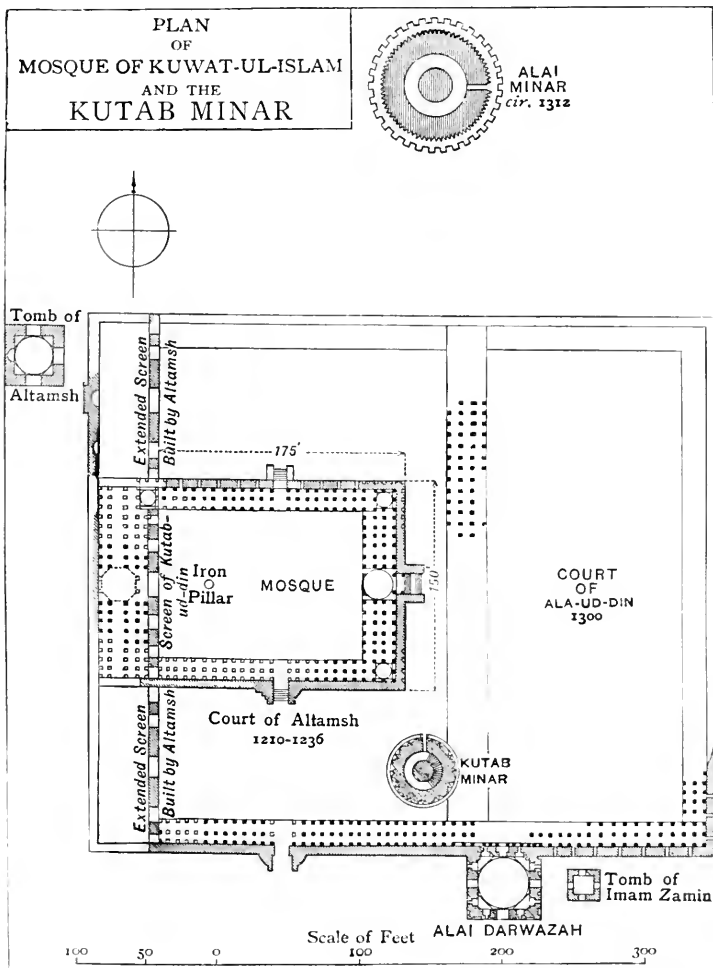 PLAN
OF
MOSQUE OF KUWAT-UL-ISLAM
AND THE
KUTAB MINAR
ALAI
MINAR
cir. 1312
Tomb of
Altamsh
Extended Screen
Built by Altamsh
175'
Screen of Kutab-
ud-din
Iron
Pillar
MOSQUE
150'
COURT
OF
ALA-UD-DIN
1300
Court of Altamsh
1210-1236
Extended Screen
Built by Altamsh
KUTAB
MINAR
Tomb of
Imam Zamin
ALAI DARWAZAH
Scale of Feet
100 50 0 100 200 300